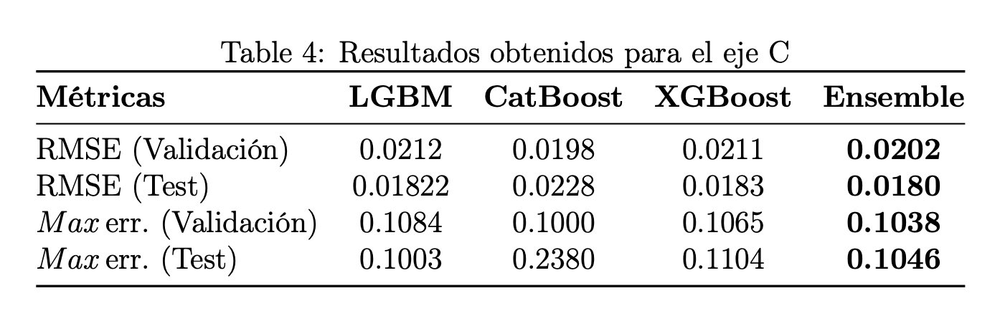 Table 4: Resultados obtenidos para el eje C
Métricas LGBM CatBoost XGBoost Ensemble
RMSE (Validación) 0.0212 0.0198 0.0211 0.0202
RMSE (Test) 0.01822 0.0228 0.0183 0.0180
Max err. (Validación) 0.1084 0.1000 0.1065 0.1038
Max err. (Test) 0.1003 0.2380 0.1104 0.1046